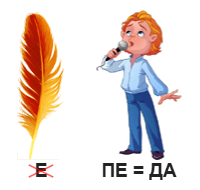 Е ПЕ = ДА